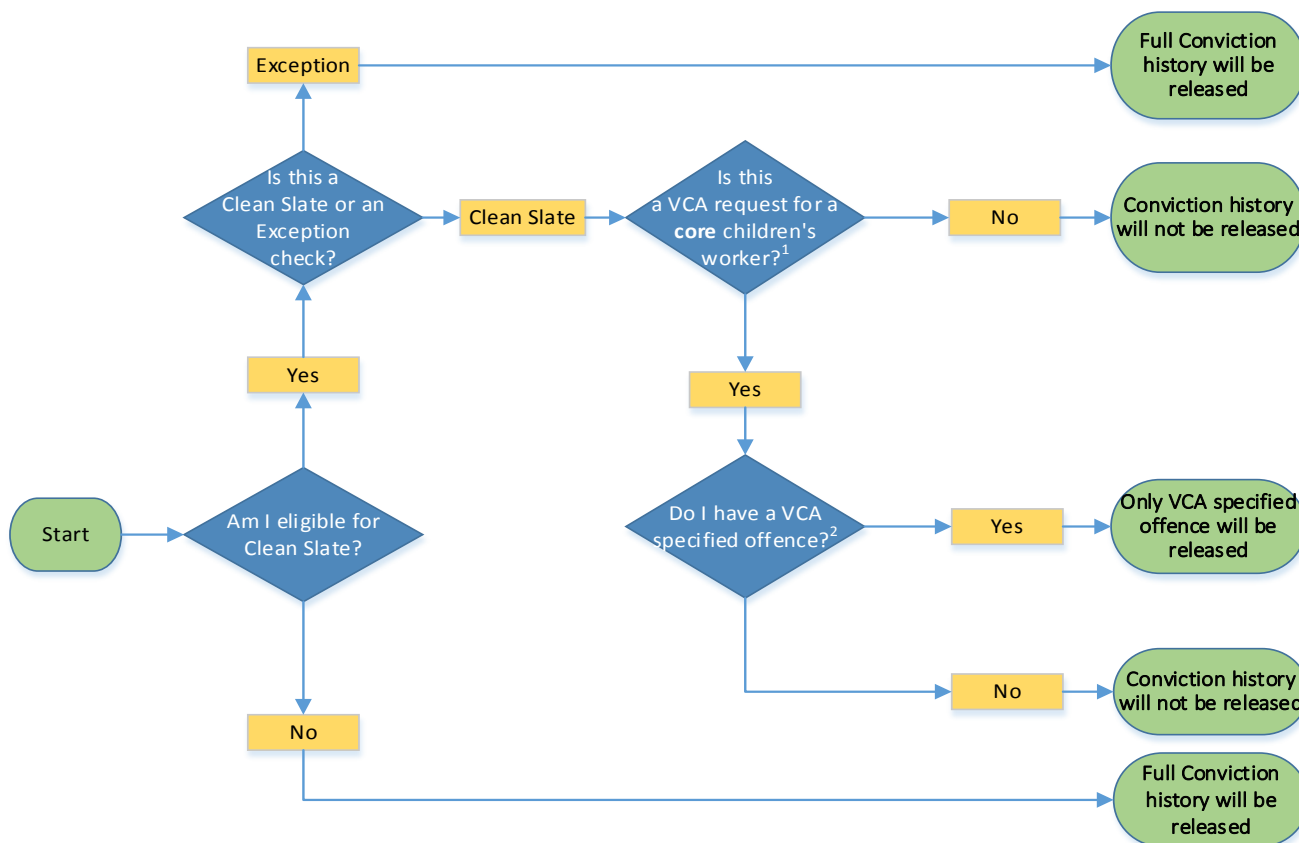 Full Conviction
history will be
released
Exception
Is this a
Clean Slate or an
Exception
check?
Clean Slate
Is this
a VCA request for a
core children's
worker?1
No
Conviction history
will not be released
Yes
Yes
Start
Am I eligible for
Clean Slate?
Do I have a VCA
specified offence?2
Yes
Only VCA specified
offence will be
released
No
Conviction history
will not be released
No
Full Conviction
history will be
released